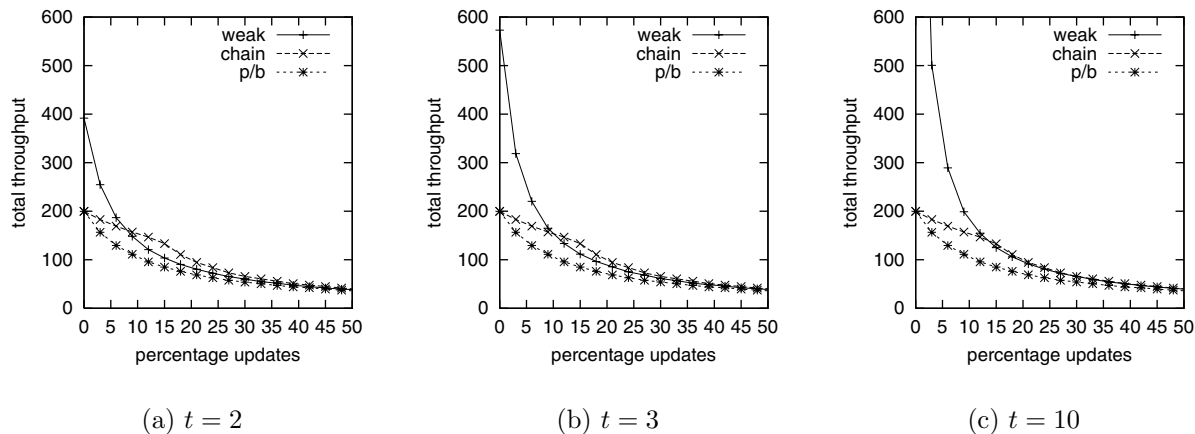 600
500
400
300
200
100
0
total throughput
weak
chain
p/b
0 5 10 15 20 25 30 35 40 45 50
percentage updates
(a) t = 2
600
500
400
300
200
100
0
total throughput
weak
chain
p/b
0 5 10 15 20 25 30 35 40 45 50
percentage updates
(b) t = 3
600
500
400
300
200
100
0
total throughput
weak
chain
p/b
0 5 10 15 20 25 30 35 40 45 50
percentage updates
(c) t = 10